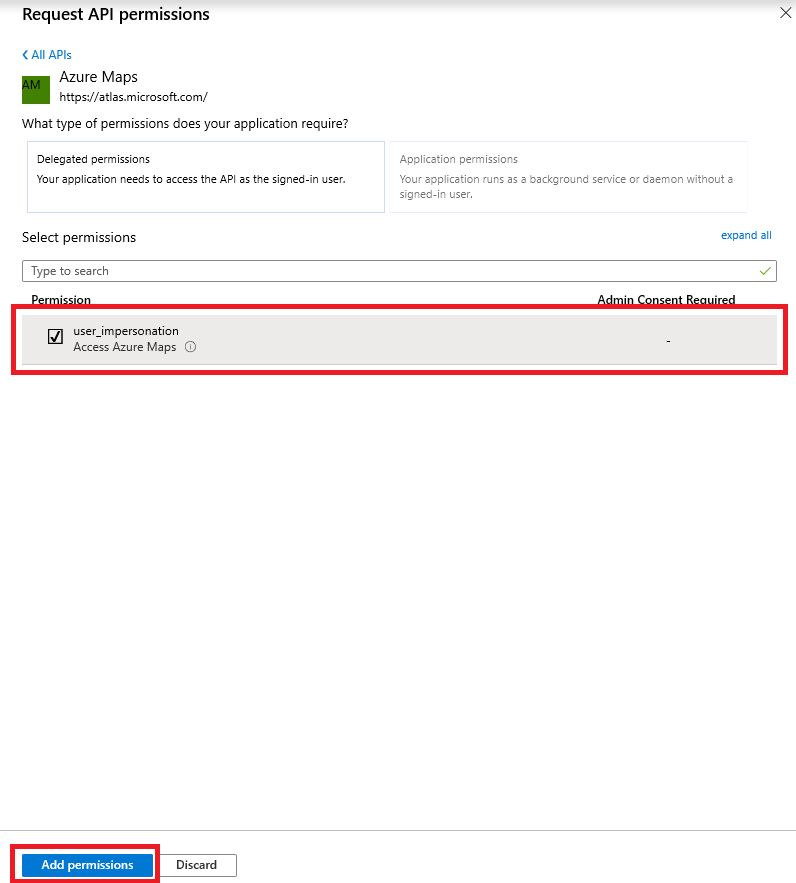 Request API permissions
All APIs
AM
Azure Maps
https://atlas.microsoft.com/
What type of permissions does your application require?
Delegated permissions
Your application needs to access the API as the signed-in user.
Application permissions
Your application runs as a background service or daemon without a
signed-in user.
Select permissions
expand all
Type to search
Permission
Admin Consent Required
user_impersonation
Access Azure Maps
-
Add permissions
Discard